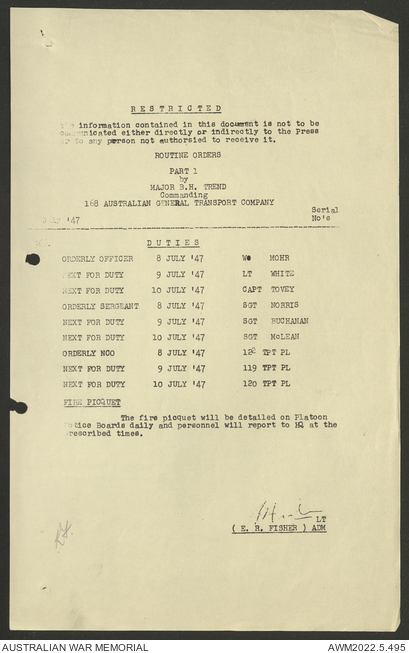 RESTRICTED
information contained in this document is not to be
communicated either directly or indirectly to the Press
or to any person not authorsied to receive it.
ROUTINE ORDERS
PART 1
by
MAJOR B.H. TREND
Commanding
168 AUSTRALIAN GENERAL TRANSPORT COMPANY
Serial
July '47 No's
DUTIES
ORDERLY OFFICER 8 JULY '47 MOHR
NEXT FOR DUTY 9 JULY '47 LT WHITE
NEXT FOR DUTY 10 JULY '47 CAPT TOVEY
ORDERLY SERGEANT 8 JULY '47 SGT NORRIS
NEXT FOR DUTY 9 JULY '47 SGT BUCHANAN
NEXT FOR DUTY 10 JULY '47 SGT McLEAN
ORDERLY NCO 8 JULY '47 TPT PL
NEXT FOR DUTY 9 JULY '47 119 TPT PL
NEXT FOR DUTY 10 JULY '47 120 TPT PL
FIRE PICQUET
The fire picquet will be detailed on Platoon
Notice Boards daily and personnel will report to HQ at the
prescribed times.
LT
( E. R. FISHER ) ADM
AUSTRALIAN WAR MEMORIAL AWM2022.5.495